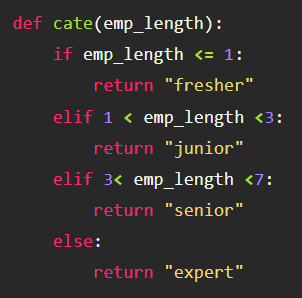 def cate(emp_length):
    if emp_length <= 1:
        return "fresher"
    elif 1 < emp_length <3:
        return "junior"
    elif 3< emp_length <7:
        return "senior"
    else:
        return "expert"